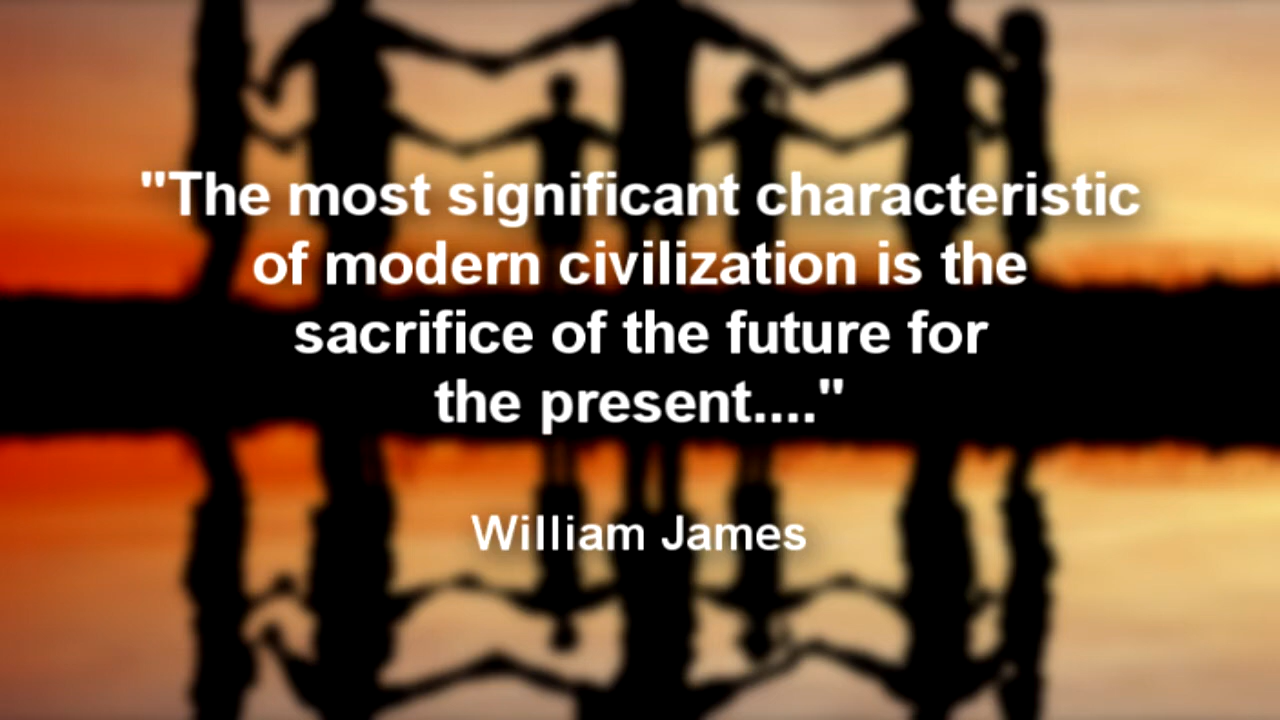 "The most significant characteristic
of modern civilization is the
sacrifice of the future for
the present...."
William James